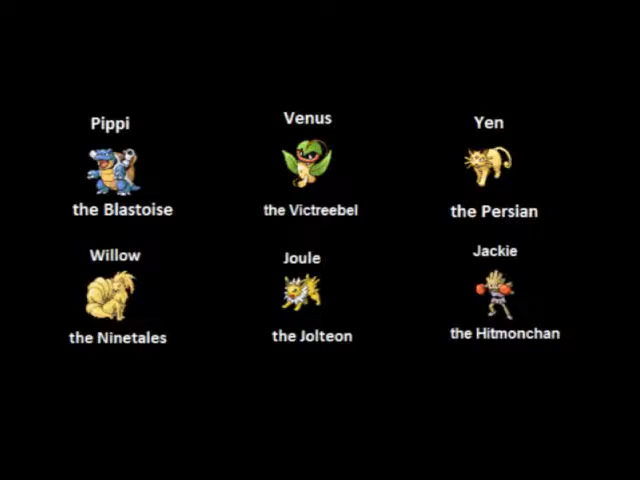 Pippi
Venus
Yen
the Blastoise
the Victreebel
the Persian
Willow
Joule
Jackie
the Ninetales
the Jolteon
the Hitmonchan